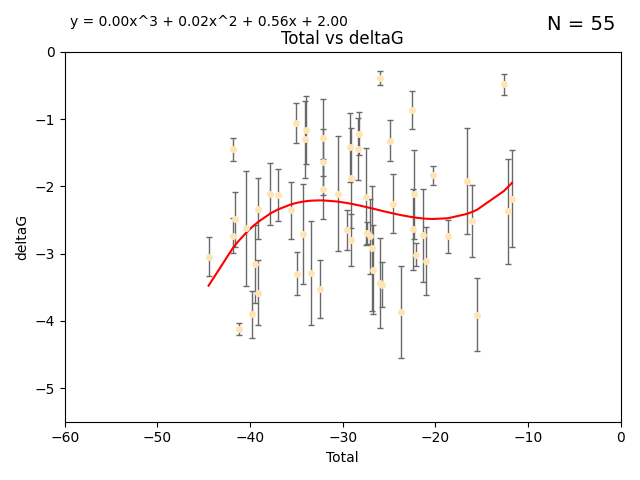 y = 0.00x^3 + 0.02x^2 + 0.56x + 2.00
N = 55
Total vs deltaG
0
−1
−2
−3
−4
−5
deltaG
−60 −50 −40 −30 −20 −10 0
Total